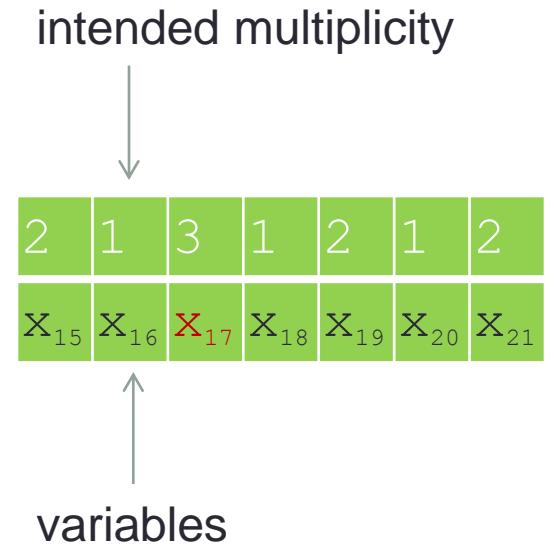 intended multiplicity
2 1 3 1 2 1 2
x₁₅ x₁₆ x₁₇ x₁₈ x₁₉ x₂₀ x₂₁
variables